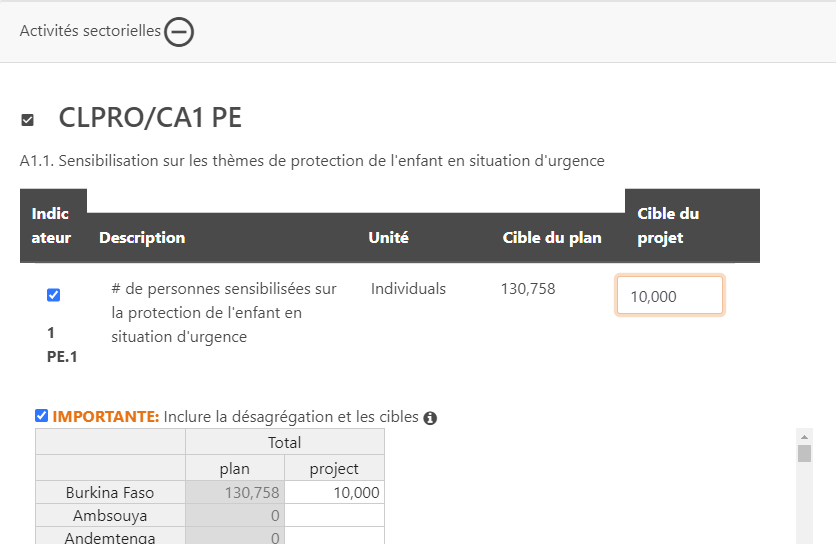 Activités sectorielles
CLPRO/CA1 PE
A1.1. Sensibilisation sur les thèmes de protection de l'enfant en situation d'urgence
Indic
ateur Description Unité Cible du plan Cible du
projet
# de personnes sensibilisées sur
la protection de l'enfant en
situation d'urgence
Individuals 130,758 10,000
1
PE.1
IMPORTANTE: Inclure la désagrégation et les cibles
Total
plan project
Burkina Faso 130,758 10,000
Ambsouya 0
Andemtenga 0